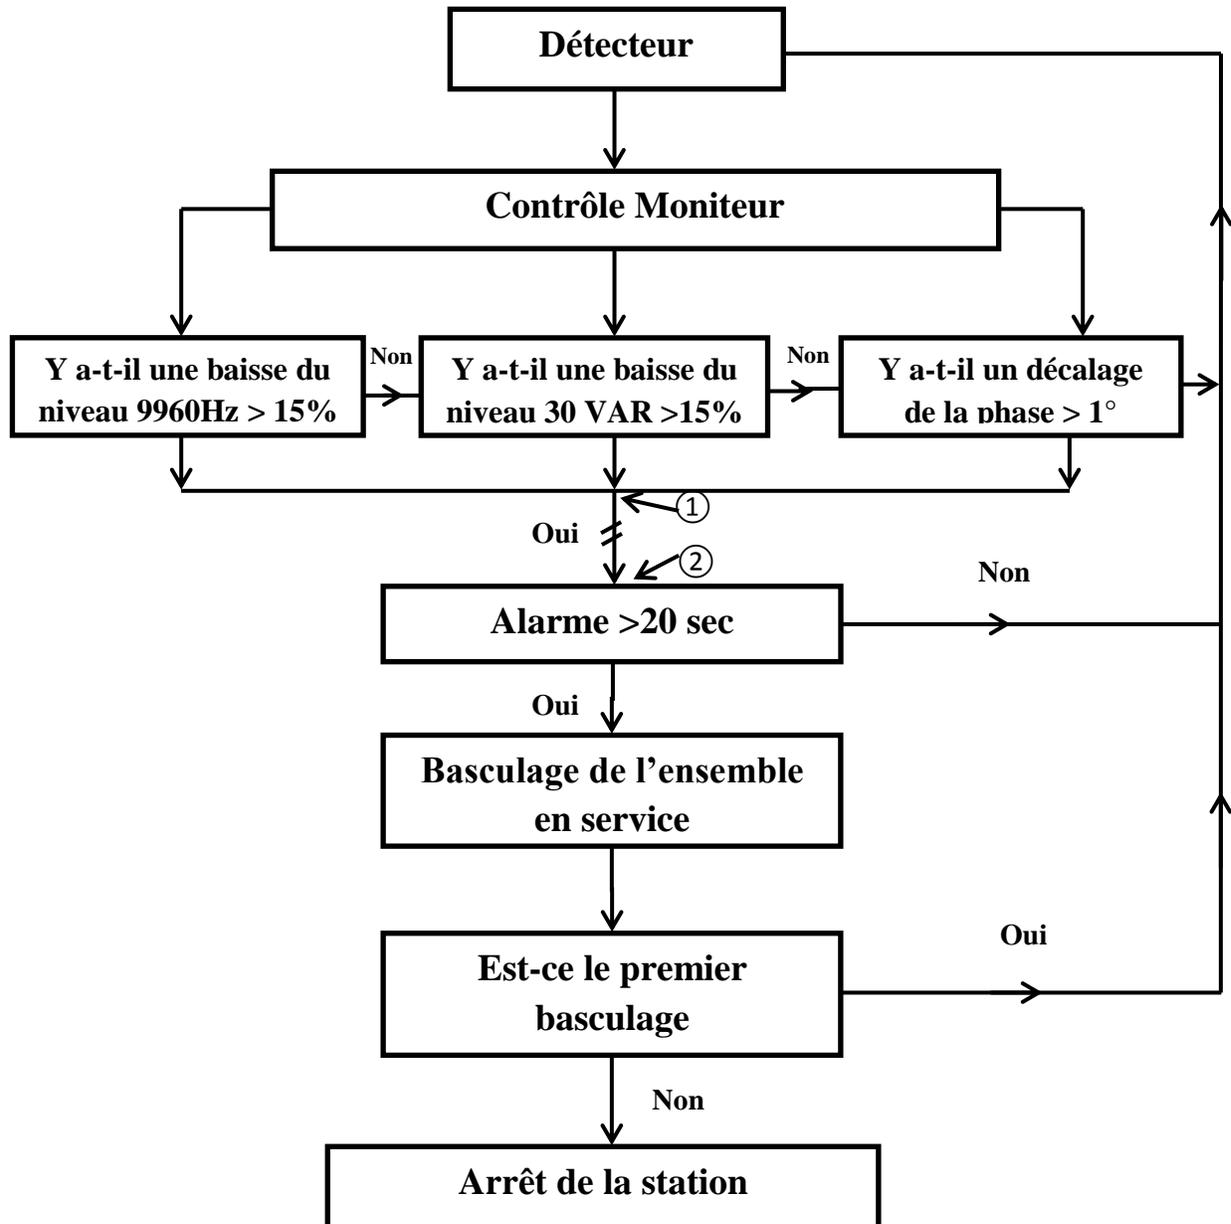 Détecteur
Contrôle Moniteur
Y a-t-il une baisse du
niveau 9960Hz > 15%
Non
Y a-t-il une baisse du
niveau 30 VAR >15%
Non
Y a-t-il un décalage
de la phase > 1°
①
Oui
②
Alarme >20 sec
Non
Oui
Basculage de l’ensemble
en service
Est-ce le premier
basculage
Oui
Non
Arrêt de la station